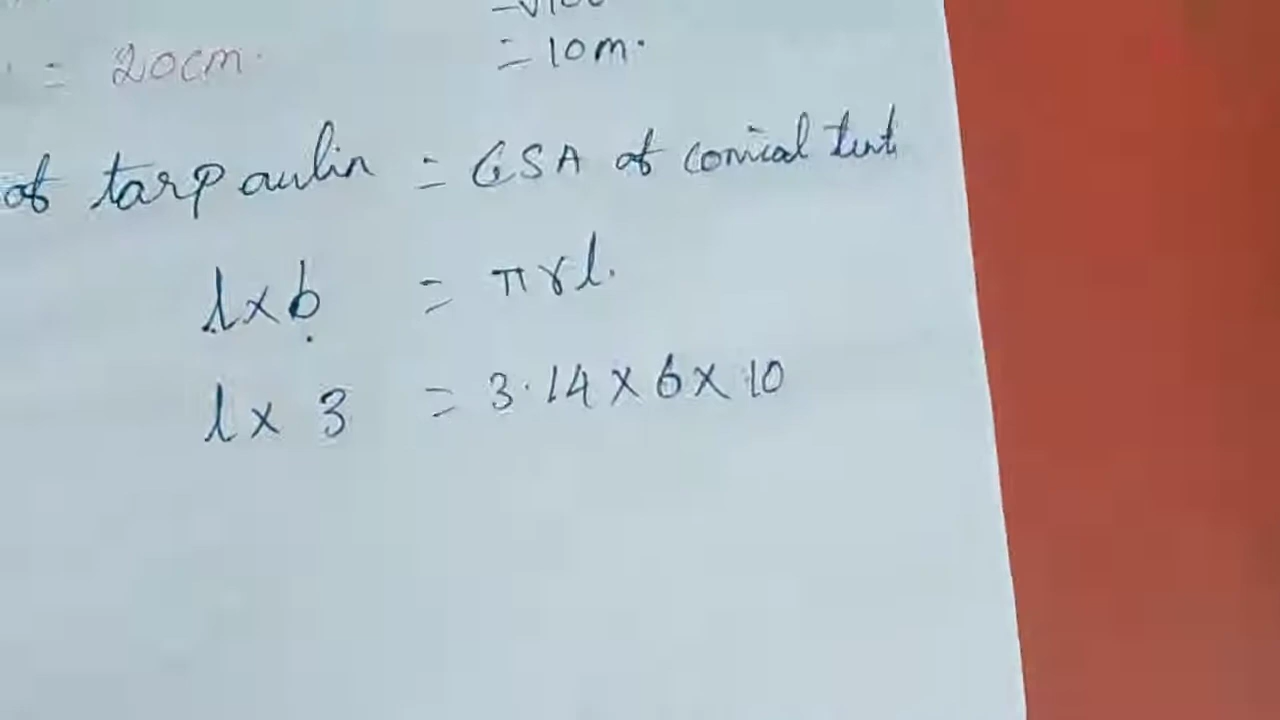 = 20cm.
= 10m.
of tarpaulin = CSA of conical tent
l×b = πrl.
l× 3 = 3.14×6×10